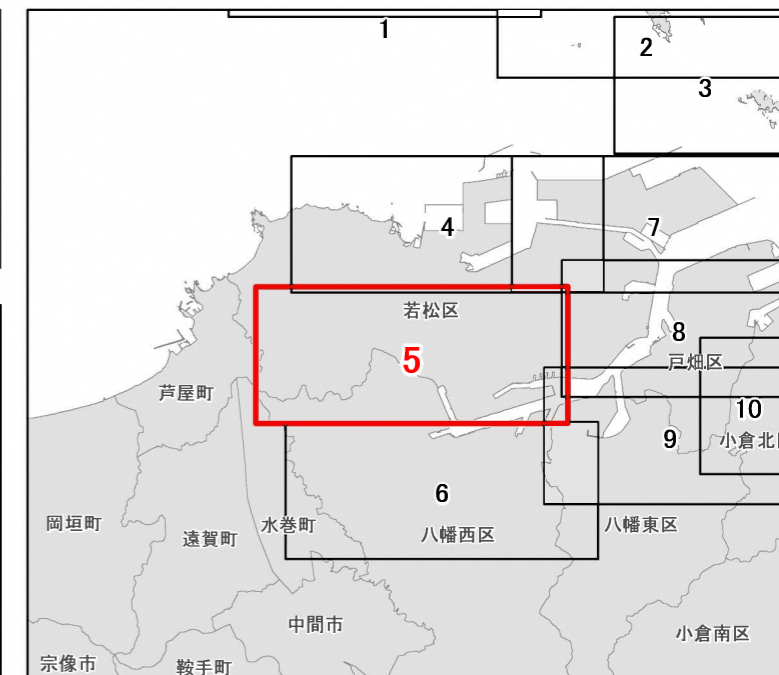 1
2
3
4
7
若松区
5
8
戸畑区
芦屋町
10
9
小倉北
6
岡垣町
水巻町
八幡東区
遠賀町
八幡西区
中間市
小倉南区
宗像市
鞍手町